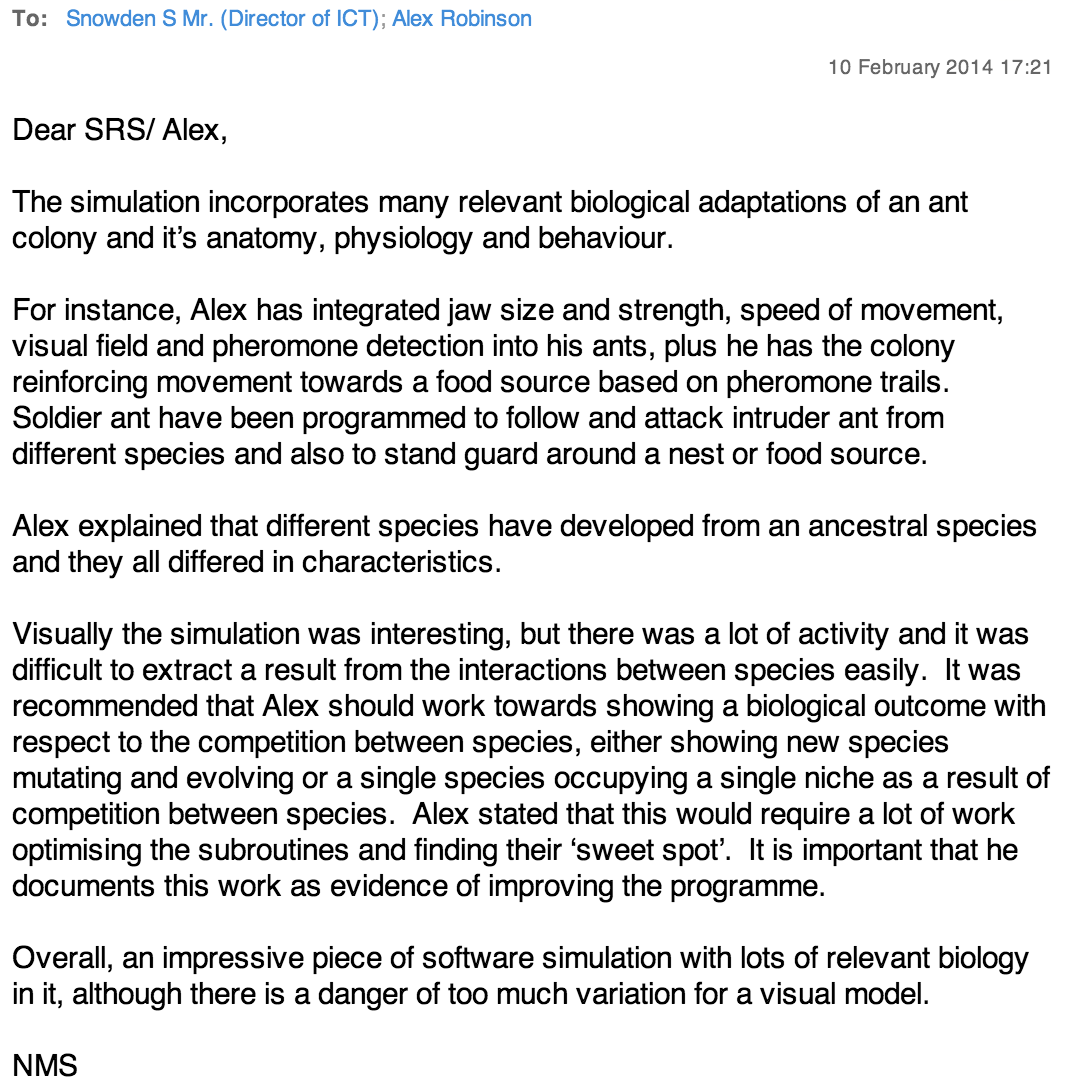 To: Snowden S Mr. (Director of ICT); Alex Robinson
10 February 2014 17:21
Dear SRS/ Alex,
The simulation incorporates many relevant biological adaptations of an ant
colony and it’s anatomy, physiology and behaviour.
For instance, Alex has integrated jaw size and strength, speed of movement,
visual field and pheromone detection into his ants, plus he has the colony
reinforcing movement towards a food source based on pheromone trails.
Soldier ant have been programmed to follow and attack intruder ant from
different species and also to stand guard around a nest or food source.
Alex explained that different species have developed from an ancestral species
and they all differed in characteristics.
Visually the simulation was interesting, but there was a lot of activity and it was
difficult to extract a result from the interactions between species easily.  It was
recommended that Alex should work towards showing a biological outcome with
respect to the competition between species, either showing new species
mutating and evolving or a single species occupying a single niche as a result of
competition between species.  Alex stated that this would require a lot of work
optimising the subroutines and finding their ‘sweet spot’.  It is important that he
documents this work as evidence of improving the programme.
Overall, an impressive piece of software simulation with lots of relevant biology
in it, although there is a danger of too much variation for a visual model.
NMS